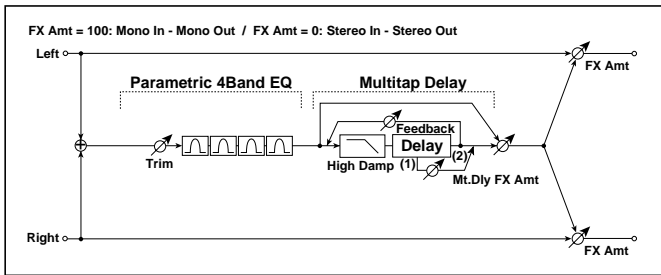 FX Amt = 100: Mono In - Mono Out / FX Amt = 0: Stereo In - Stereo Out
Left
FX Amt
Parametric 4Band EQ
Multitap Delay
Feedback
Trim
High Damp
Delay
(1)
(2)
Mt.Dly FX Amt
Right
FX Amt